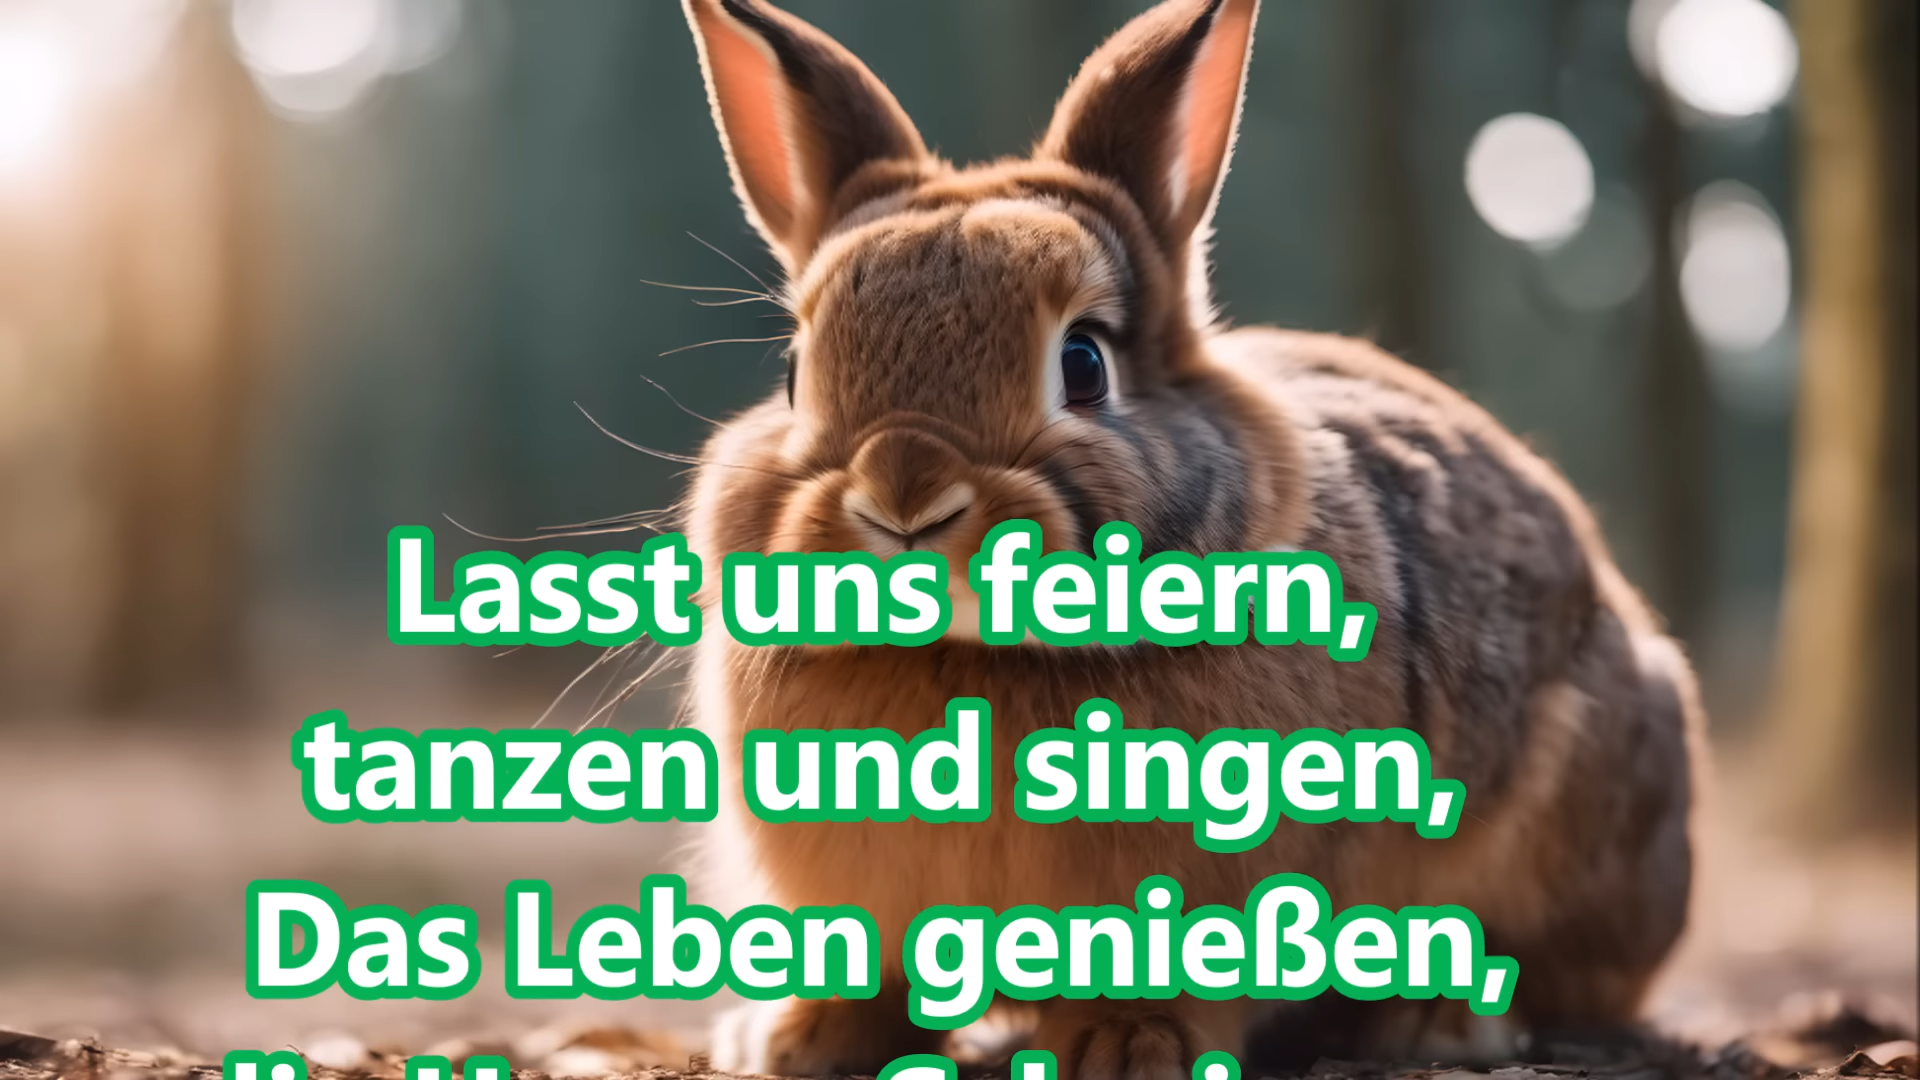 Lasst uns feiern,
tanzen und singen,
Das Leben genießen,